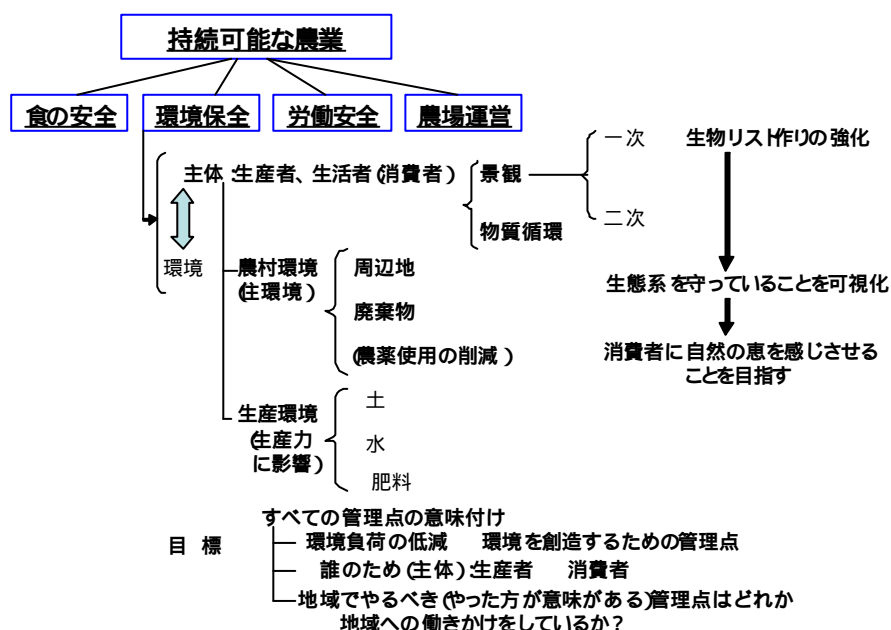 持続可能な農業
食の安全 環境保全 労働安全 農場運営
主体:生産者、生活者(消費者)
環境
景観
物質循環
一次
二次
生物リスト作りの強化
生態系を守っていることを可視化
消費者に自然の恵を感じさせる
ことを目指す
農村環境
(住環境)
周辺地
廃棄物
(農薬使用の削減)
生産環境
(生産力
に影響)
土
水
肥料
目 標
すべての管理点の意味付け
環境負荷の低減 環境を創造するための管理点
誰のため(主体):生産者 消費者
地域でやるべき(やった方が意味がある)管理点はどれか
地域への働きかけをしているか?